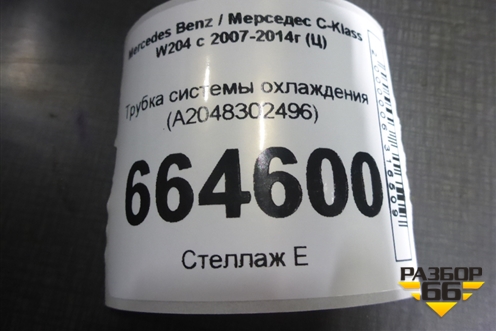 Mercedes Benz / Мерседес C-Klass
W204 с 2007-2014г (Ц)
Трубка системы охлаждения
(A2048302496)
664600
Стеллаж E
РАЗБОР
66